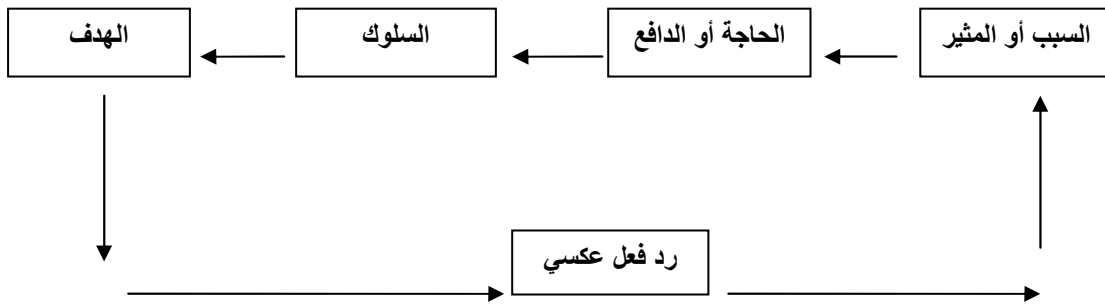 السبب أو المثير
الحاجة أو الدافع
السلوك
الهدف
رد فعل عكسي